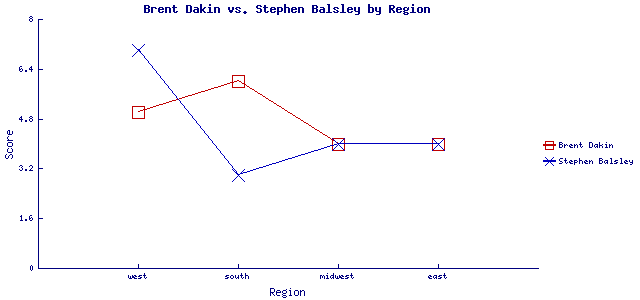 Brent Dakin vs. Stephen Balsley by Region
8
6.4
4.8
3.2
1.6
0
Score
west south midwest east
Region
Brent Dakin
Stephen Balsley